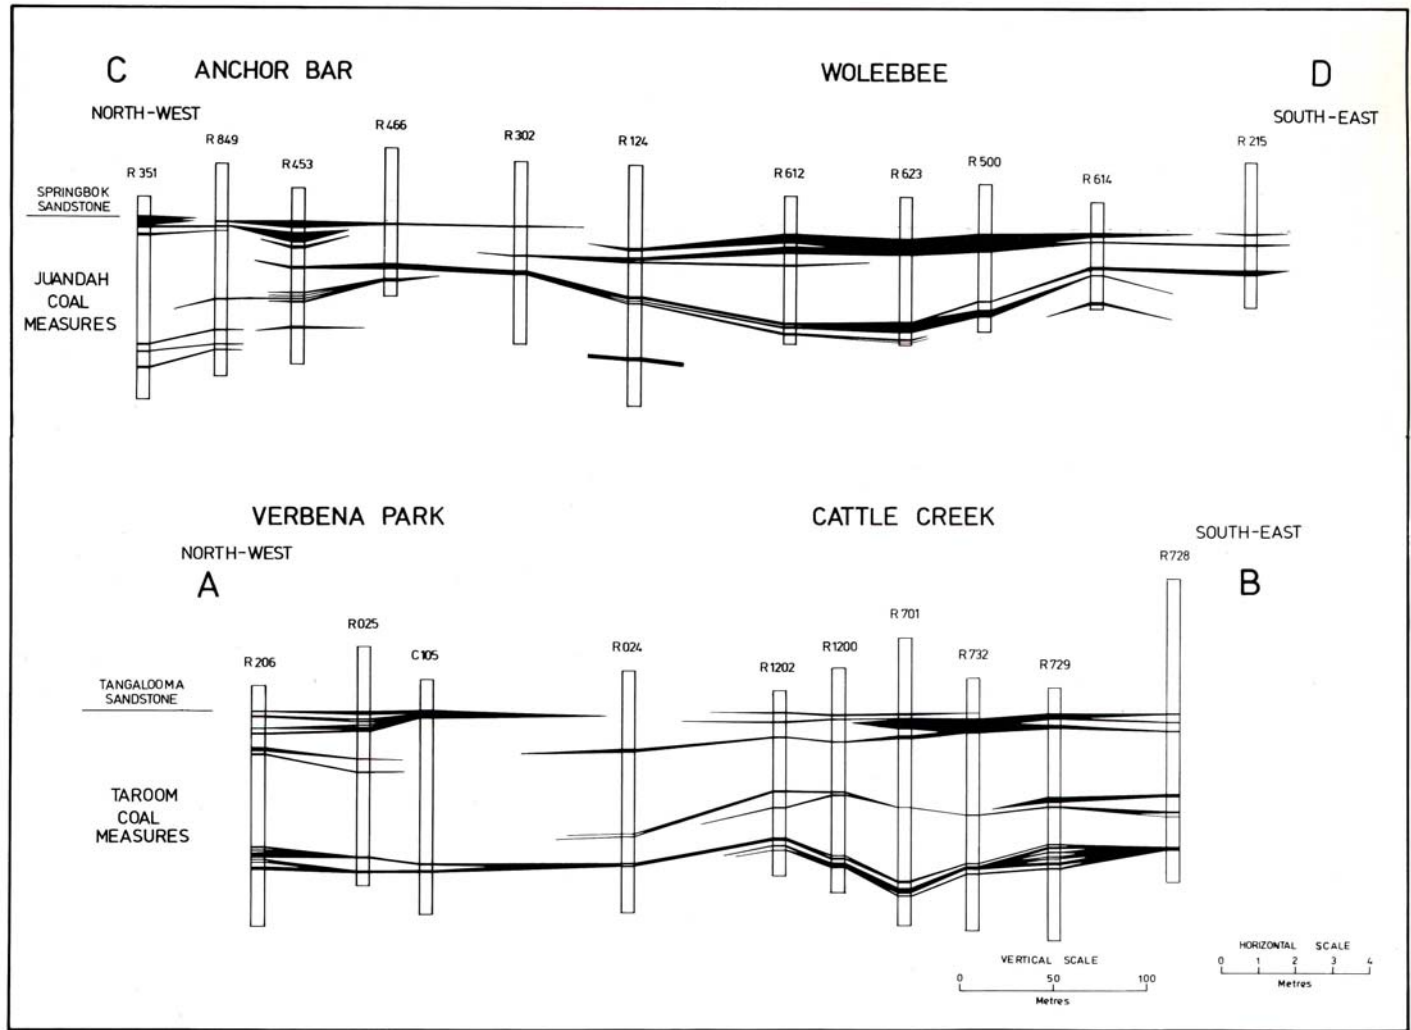 C
ANCHOR BAR
WOLEEBEE
D
NORTH-WEST
SOUTH-EAST
R 351
R 849
R 453
R 466
R 302
R 124
R 612
R 623
R 500
R 614
R 215
SPRINGBOK
SANDSTONE
JUANDAH
COAL
MEASURES
VERBENA PARK
CATTLE CREEK
NORTH-WEST
SOUTH-EAST
A
B
R 206
R 025
C 105
R 024
R 1202
R 1200
R 701
R 732
R 729
R 728
TANGALOOMA
SANDSTONE
TAROOM
COAL
MEASURES
VERTICAL SCALE
0 50 100
Metres
HORIZONTAL SCALE
0 1 2 3 4
Metres